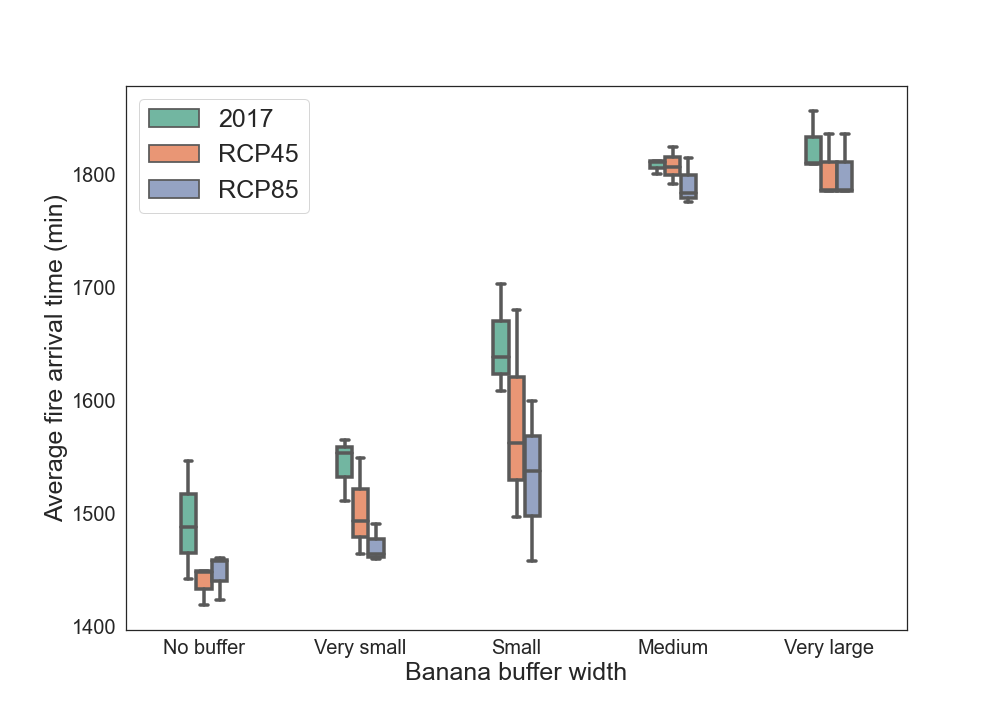 2017
RCP45
RCP85
Average fire arrival time (min)
1800
1700
1600
1500
1400
No buffer Very small Small Medium Very large
Banana buffer width